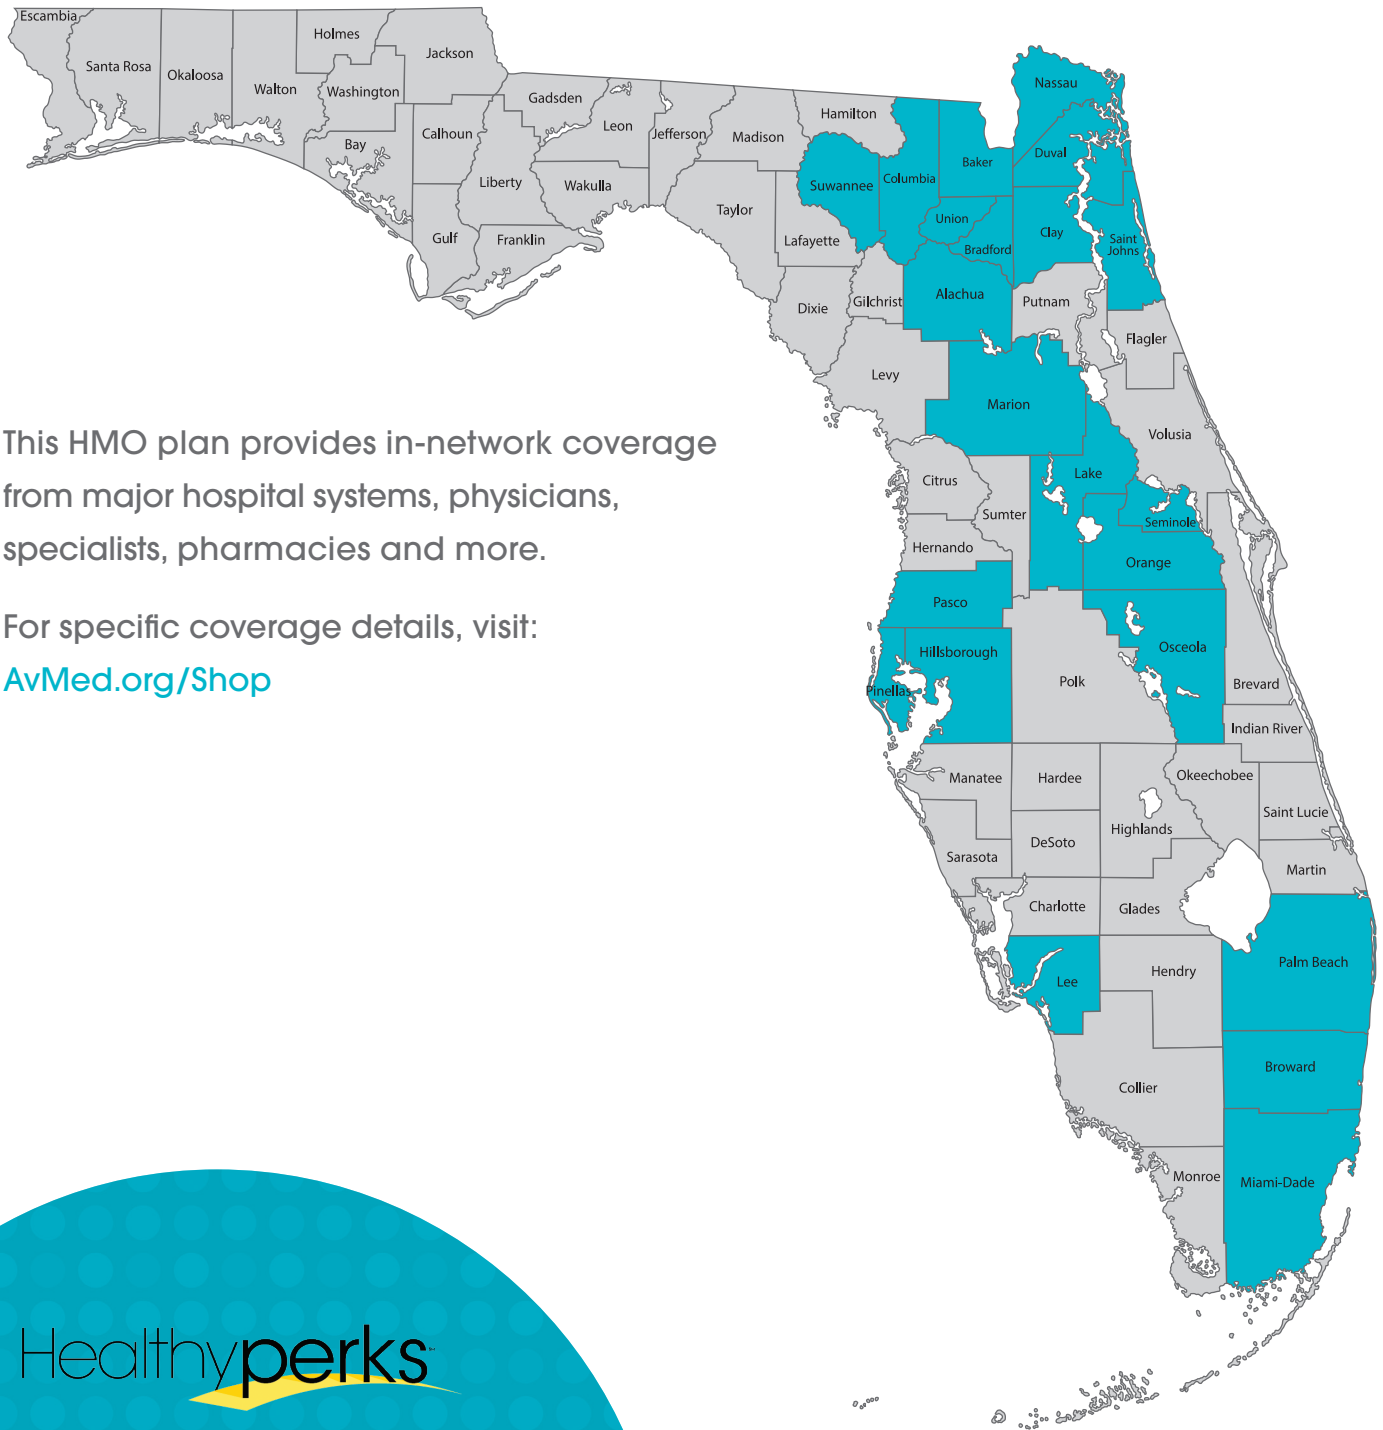 Escambia
Santa Rosa
Okaloosa
Walton
Holmes
Washington
Jackson
Bay
Calhoun
Gulf
Liberty
Gadsden
Franklin
Leon
Wakulla
Jefferson
Madison
Taylor
Hamilton
Suwannee
Lafayette
Dixie
Columbia
Gilchrist
Baker
Union
Bradford
Alachua
Nassau
Duval
Clay
Saint
Johns
Putnam
Flagler
Levy
Marion
Volusia
Citrus
Sumter
Lake
Seminole
Hernando
Orange
Pasco
Hillsborough
Pinellas
Polk
Osceola
Brevard
Indian River
Manatee
Hardee
Okeechobee
Highlands
Saint Lucie
Sarasota
DeSoto
Martin
Charlotte
Glades
Lee
Hendry
Palm Beach
Broward
Collier
Monroe
Miami-Dade
This HMO plan provides in-network coverage
from major hospital systems, physicians,
specialists, pharmacies and more.
For specific coverage details, visit:
AvMed.org/Shop
Healthyperks